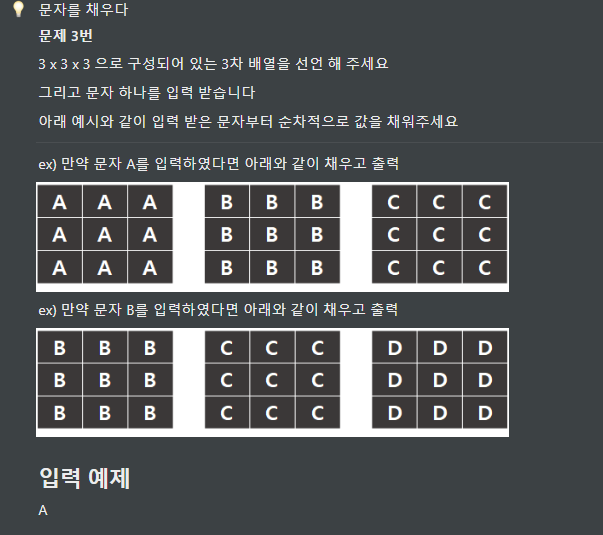 문자를 채우다
문제 3번
3 x 3 x 3 으로 구성되어 있는 3차 배열을 선언 해 주세요
그리고 문자 하나를 입력 받습니다
아래 예시와 같이 입력 받은 문자부터 순차적으로 값을 채워주세요
ex) 만약 문자 A를 입력하였다면 아래와 같이 채우고 출력
A A A B B B C C C
A A A B B B C C C
A A A B B B C C C
ex) 만약 문자 B를 입력하였다면 아래와 같이 채우고 출력
B B B C C C D D D
B B B C C C D D D
B B B C C C D D D
입력 예제
A